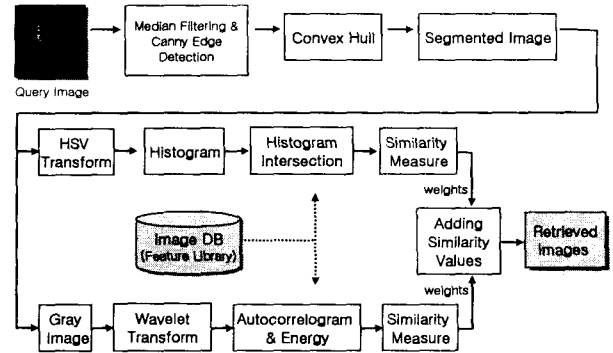 Median Filtering &
Canny Edge
Detection
Convex Hull
Segmented Image
Query Image
HSV
Transform
Histogram
Histogram
Intersection
Similarity
Measure
weights
Image DB
(Feature Library)
Adding
Similarity
Values
Retrieved
Images
weights
Gray
Image
Wavelet
Transform
Autocorrelogram
& Energy
Similarity
Measure